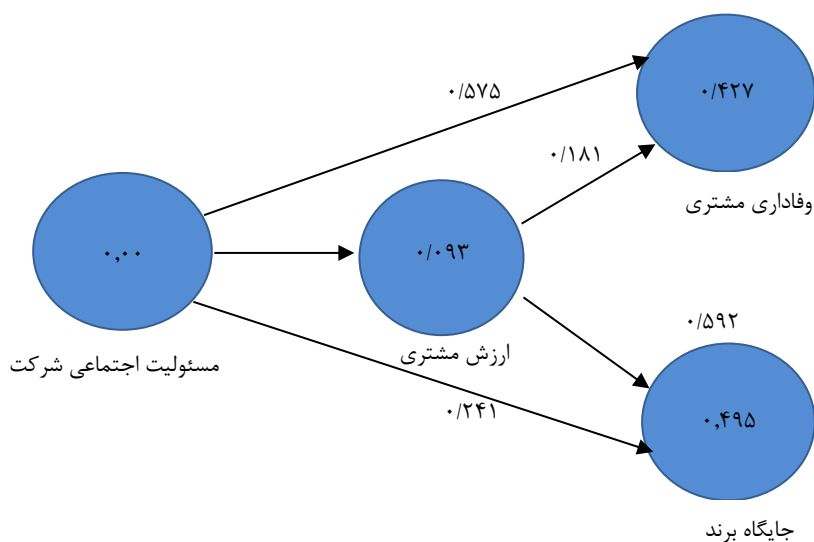 ۰/۴۲۷
۰/۵۷۵
۰/۱۸۱
وفاداری مشتری
۰/۰۹۳
۰,۰۰
ارزش مشتری
مسئولیت اجتماعی شرکت
۰/۵۹۲
۰/۲۴۱
۰,۴۹۵
جایگاه برند